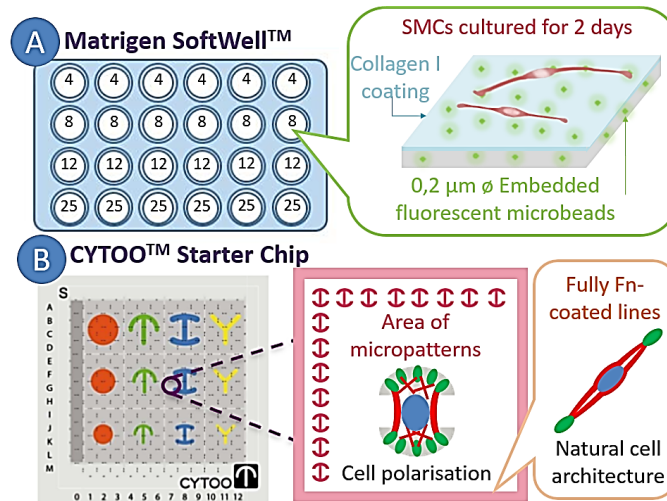 A Matrigen SoftWell™
4 4 4 4 4 4
8 8 8 8 8 8
12 12 12 12 12 12
25 25 25 25 25 25
SMCs cultured for 2 days
Collagen I
coating
0,2 µm ø Embedded
fluorescent microbeads
B CYTOO™ Starter Chip
S
A
B
C
D
E
F
G
H
I
J
K
L
M
CYTOO
0 1 2 3 4 5 6 7 8 9 10 11 12
Area of
micropatterns
Cell polarisation
Fully Fn-
coated lines
Natural cell
architecture